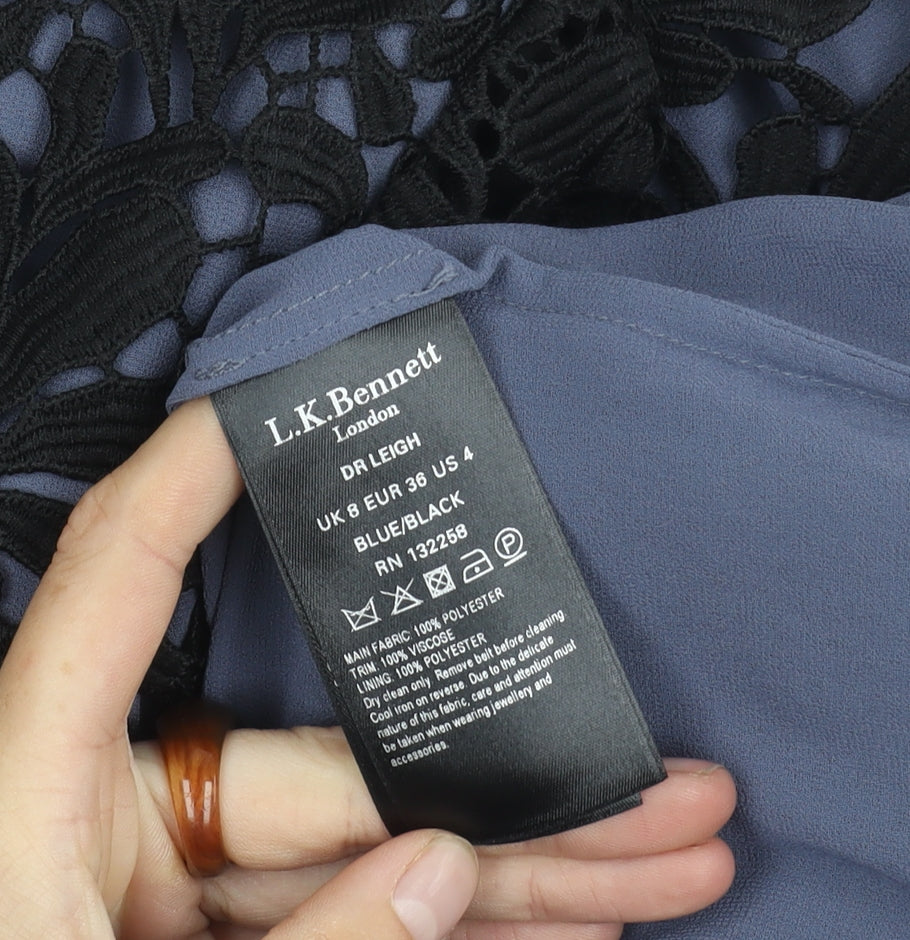 L.K.Bennett
London
DR LEIGH
UK 8 EUR 36 US 4
BLUE/BLACK
RN 132258
P
MAIN FABRIC: 100% POLYESTER
TRIM: 100% VISCOSE
LINING: 100% POLYESTER
Dry clean only. Remove belt before cleaning
Cool iron on reverse. Due to the delicate
nature of this fabric, care and attention must
be taken when wearing jewellery and
accessories.